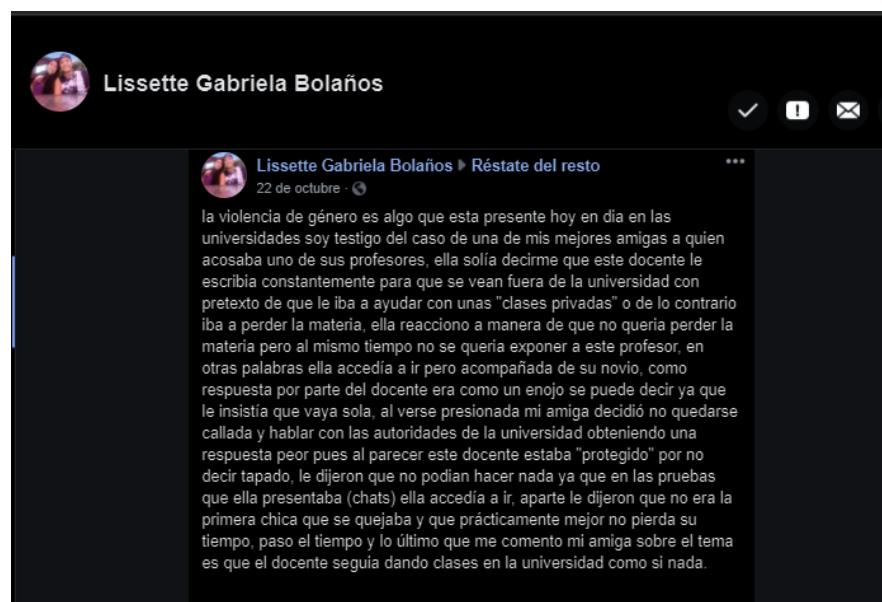 Lissette Gabriela Bolaños
Lissette Gabriela Bolaños ▸ Réstate del resto
22 de octubre ·
la violencia de género es algo que esta presente hoy en dia en las
universidades soy testigo del caso de una de mis mejores amigas a quien
acosaba uno de sus profesores, ella solía decirme que este docente le
escribia constantemente para que se vean fuera de la universidad con
pretexto de que le iba a ayudar con unas "clases privadas" o de lo contrario
iba a perder la materia, ella reacciono a manera de que no queria perder la
materia pero al mismo tiempo no se queria exponer a este profesor, en
otras palabras ella accedía a ir pero acompañada de su novio, como
respuesta por parte del docente era como un enojo se puede decir ya que
le insistía que vaya sola, al verse presionada mi amiga decidió no quedarse
callada y hablar con las autoridades de la universidad obteniendo una
respuesta peor pues al parecer este docente estaba "protegido" por no
decir tapado, le dijeron que no podian hacer nada ya que en las pruebas
que ella presentaba (chats) ella accedía a ir, aparte le dijeron que no era la
primera chica que se quejaba y que prácticamente mejor no pierda su
tiempo, paso el tiempo y lo último que me comento mi amiga sobre el tema
es que el docente seguia dando clases en la universidad como si nada.